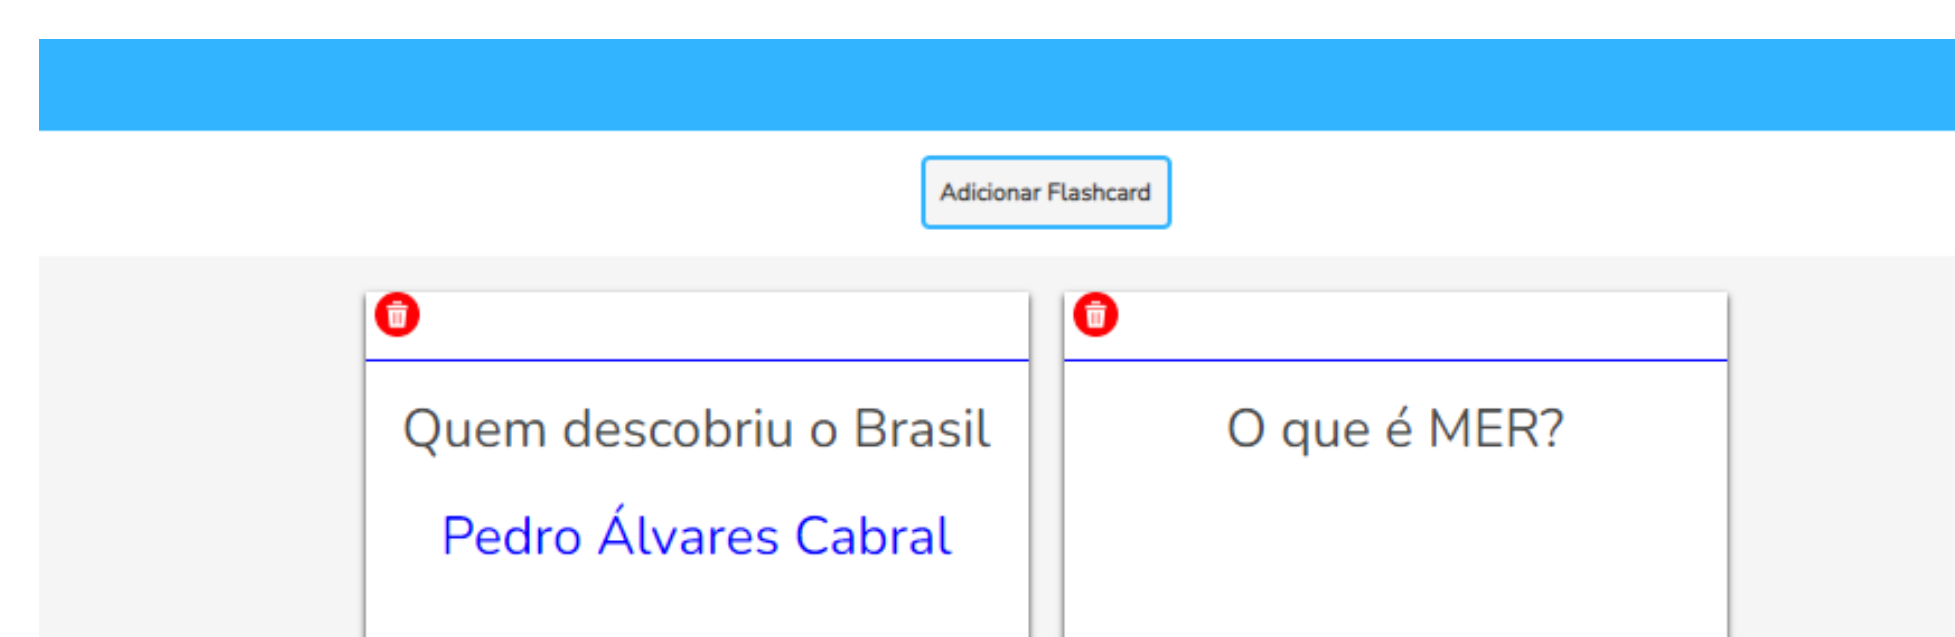 Adicionar Flashcard
Quem descobriu o Brasil
Pedro Álvares Cabral
O que é MER?